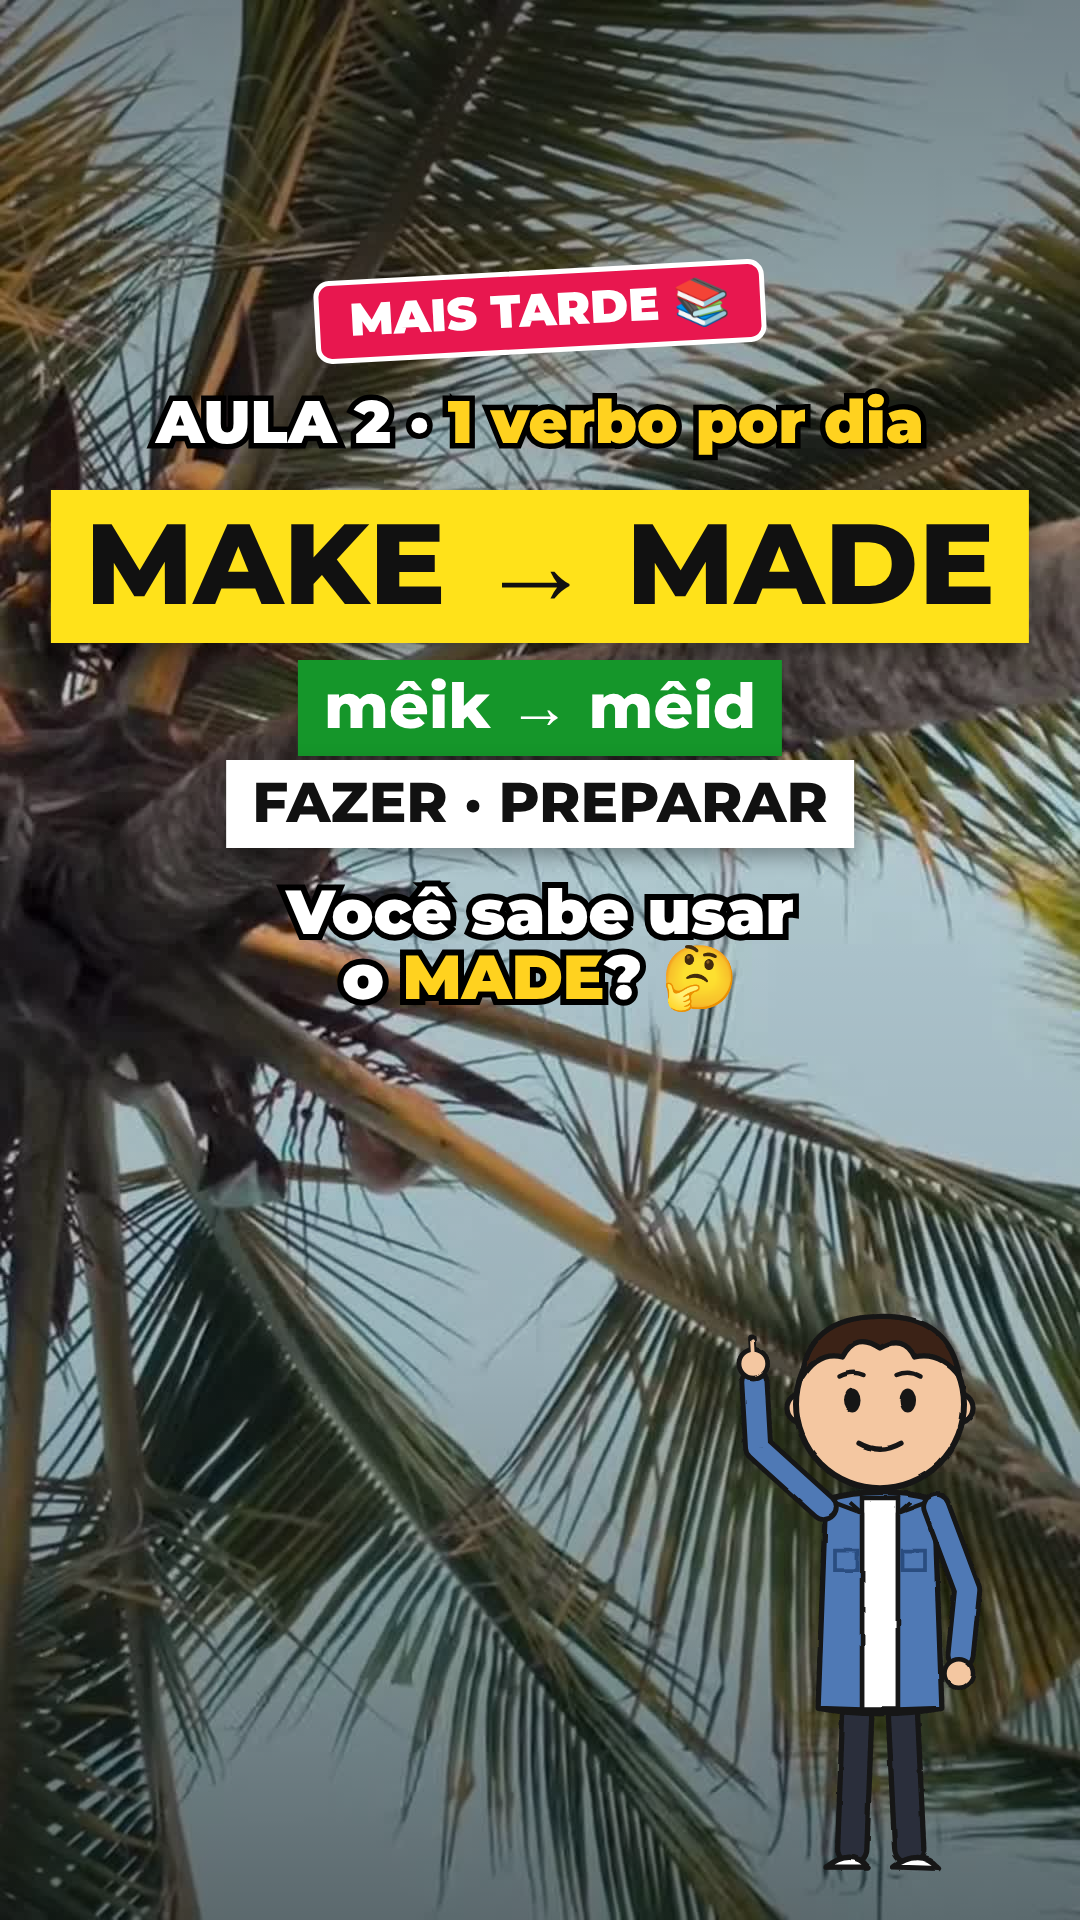 MAIS TARDE 📚
AULA 2 • 1 verbo por dia
MAKE → MADE
mêik → mêid
FAZER • PREPARAR
Você sabe usar
o MADE? 🤔